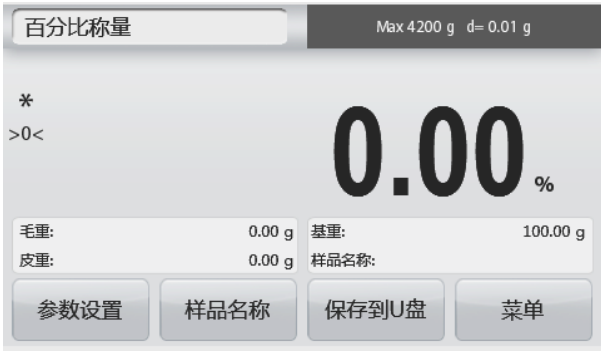 百分比称量
Max 4200 g d= 0.01 g
*
>0<
0.00 %
毛重: 0.00 g 基重: 100.00 g
皮重: 0.00 g 样品名称:
参数设置 样品名称 保存到U盘 菜单